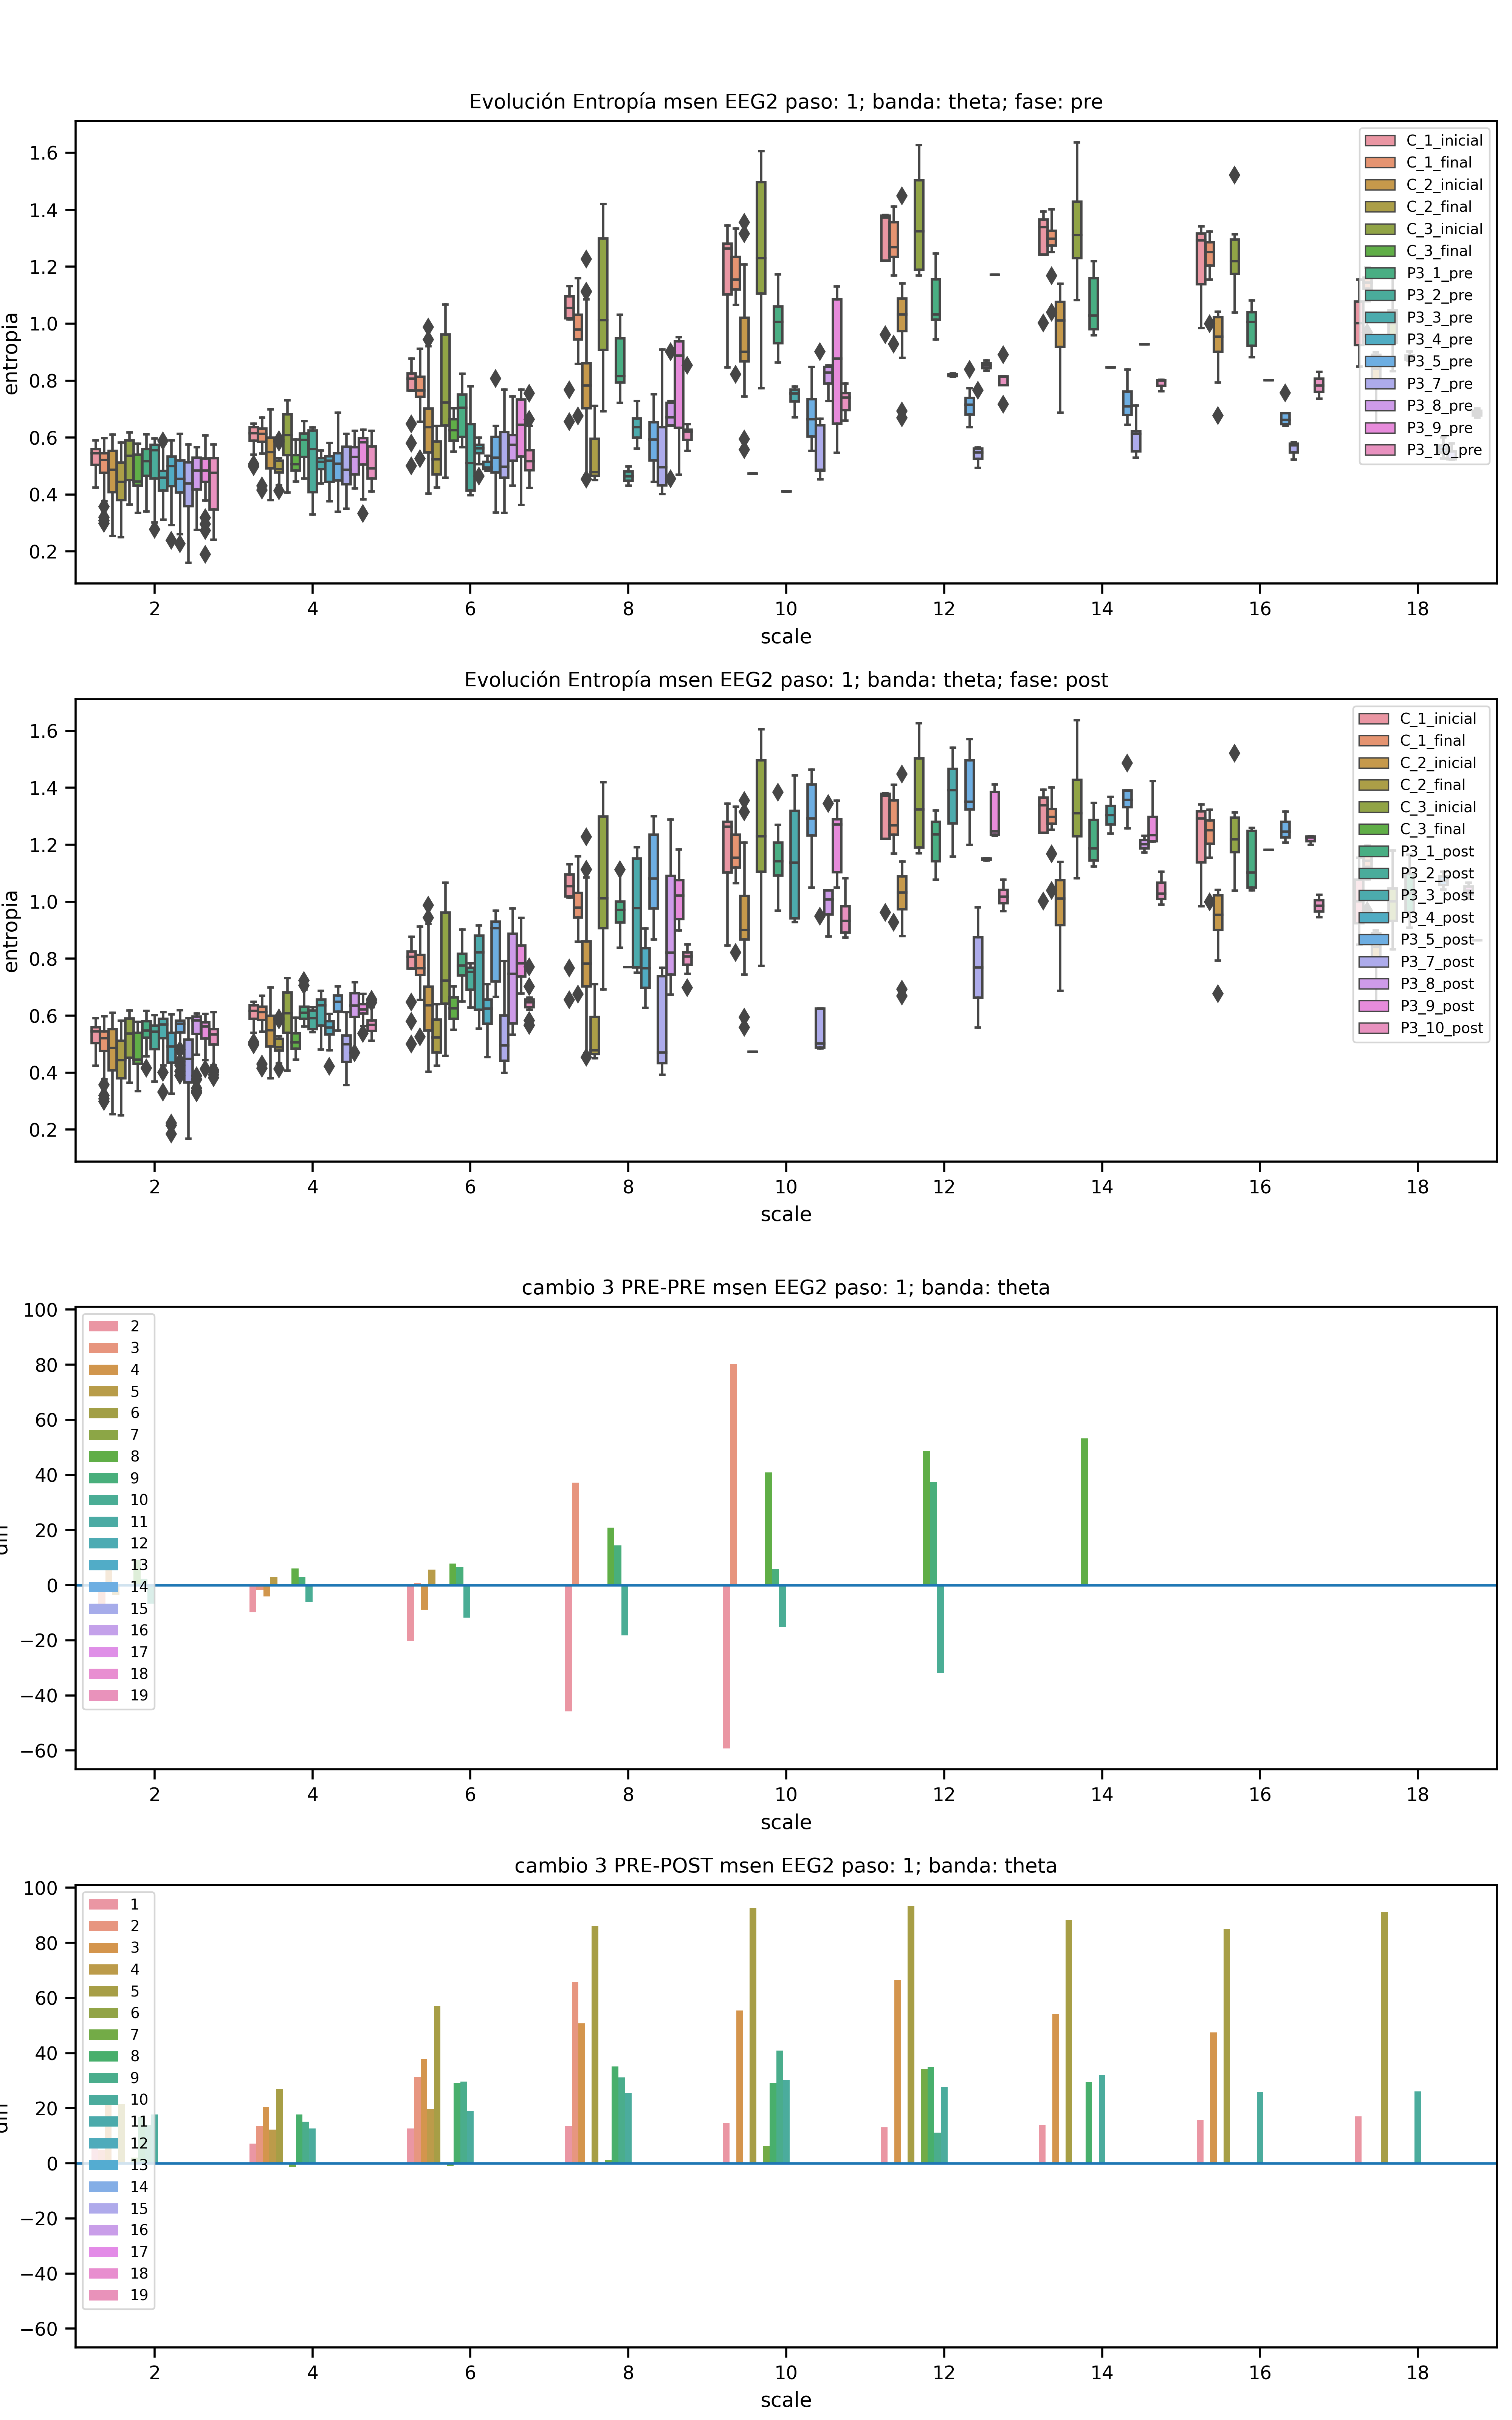 Evolución Entropía msen EEG2 paso: 1; banda: theta; fase: pre
entropia
1.6
1.4
1.2
1.0
0.8
0.6
0.4
0.2
C_1_inicial
C_1_final
C_2_inicial
C_2_final
C_3_inicial
C_3_final
P3_1_pre
P3_2_pre
P3_3_pre
P3_4_pre
P3_5_pre
P3_7_pre
P3_8_pre
P3_9_pre
P3_10_pre
2 4 6 8 10 12 14 16 18
scale
Evolución Entropía msen EEG2 paso: 1; banda: theta; fase: post
entropia
1.6
1.4
1.2
1.0
0.8
0.6
0.4
0.2
C_1_inicial
C_1_final
C_2_inicial
C_2_final
C_3_inicial
C_3_final
P3_1_post
P3_2_post
P3_3_post
P3_4_post
P3_5_post
P3_7_post
P3_8_post
P3_9_post
P3_10_post
2 4 6 8 10 12 14 16 18
scale
cambio 3 PRE-PRE msen EEG2 paso: 1; banda: theta
100
80
60
40
20
0
−20
−40
−60
2
3
4
5
6
7
8
9
10
11
12
13
14
15
16
17
18
19
2 4 6 8 10 12 14 16 18
scale
cambio 3 PRE-POST msen EEG2 paso: 1; banda: theta
100
80
60
40
20
0
−20
−40
−60
1
2
3
4
5
6
7
8
9
10
11
12
13
14
15
16
17
18
19
2 4 6 8 10 12 14 16 18
scale